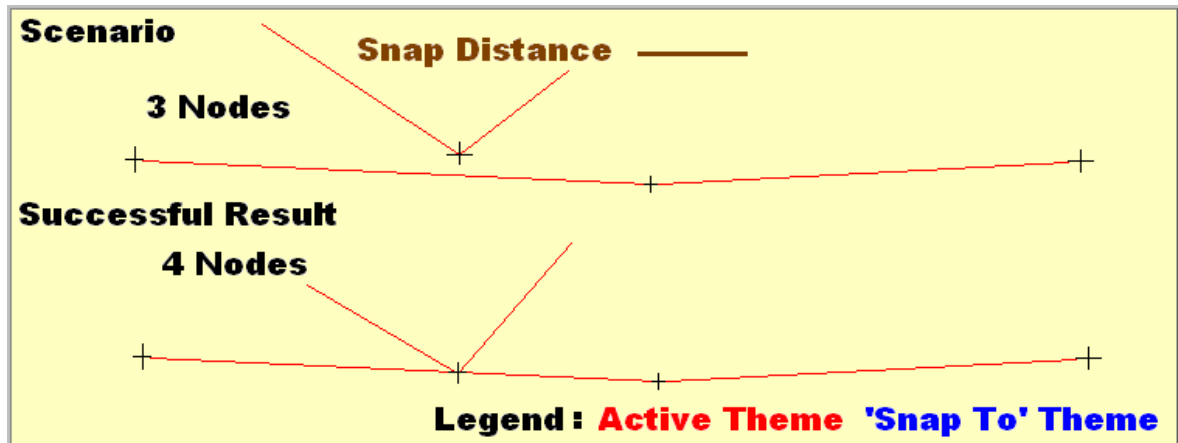 Scenario
Snap Distance
3 Nodes
Successful Result
4 Nodes
Legend : Active Theme 'Snap To' Theme